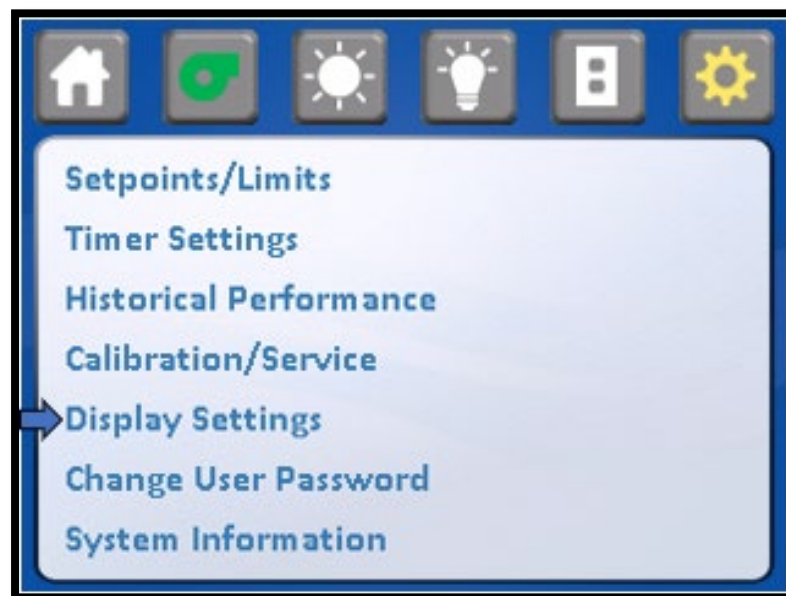 Setpoints/Limits
Timer Settings
Historical Performance
Calibration/Service
Display Settings
Change User Password
System Information